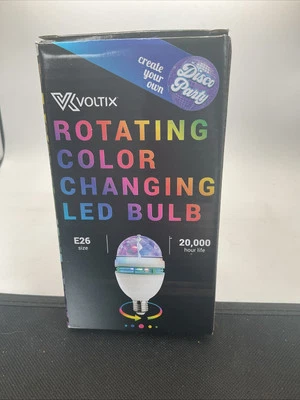 create
your
own
Disco
Party
VOLTIX
ROTATING
COLOR
CHANGING
LED BULB
E26
size
20,000
hour life